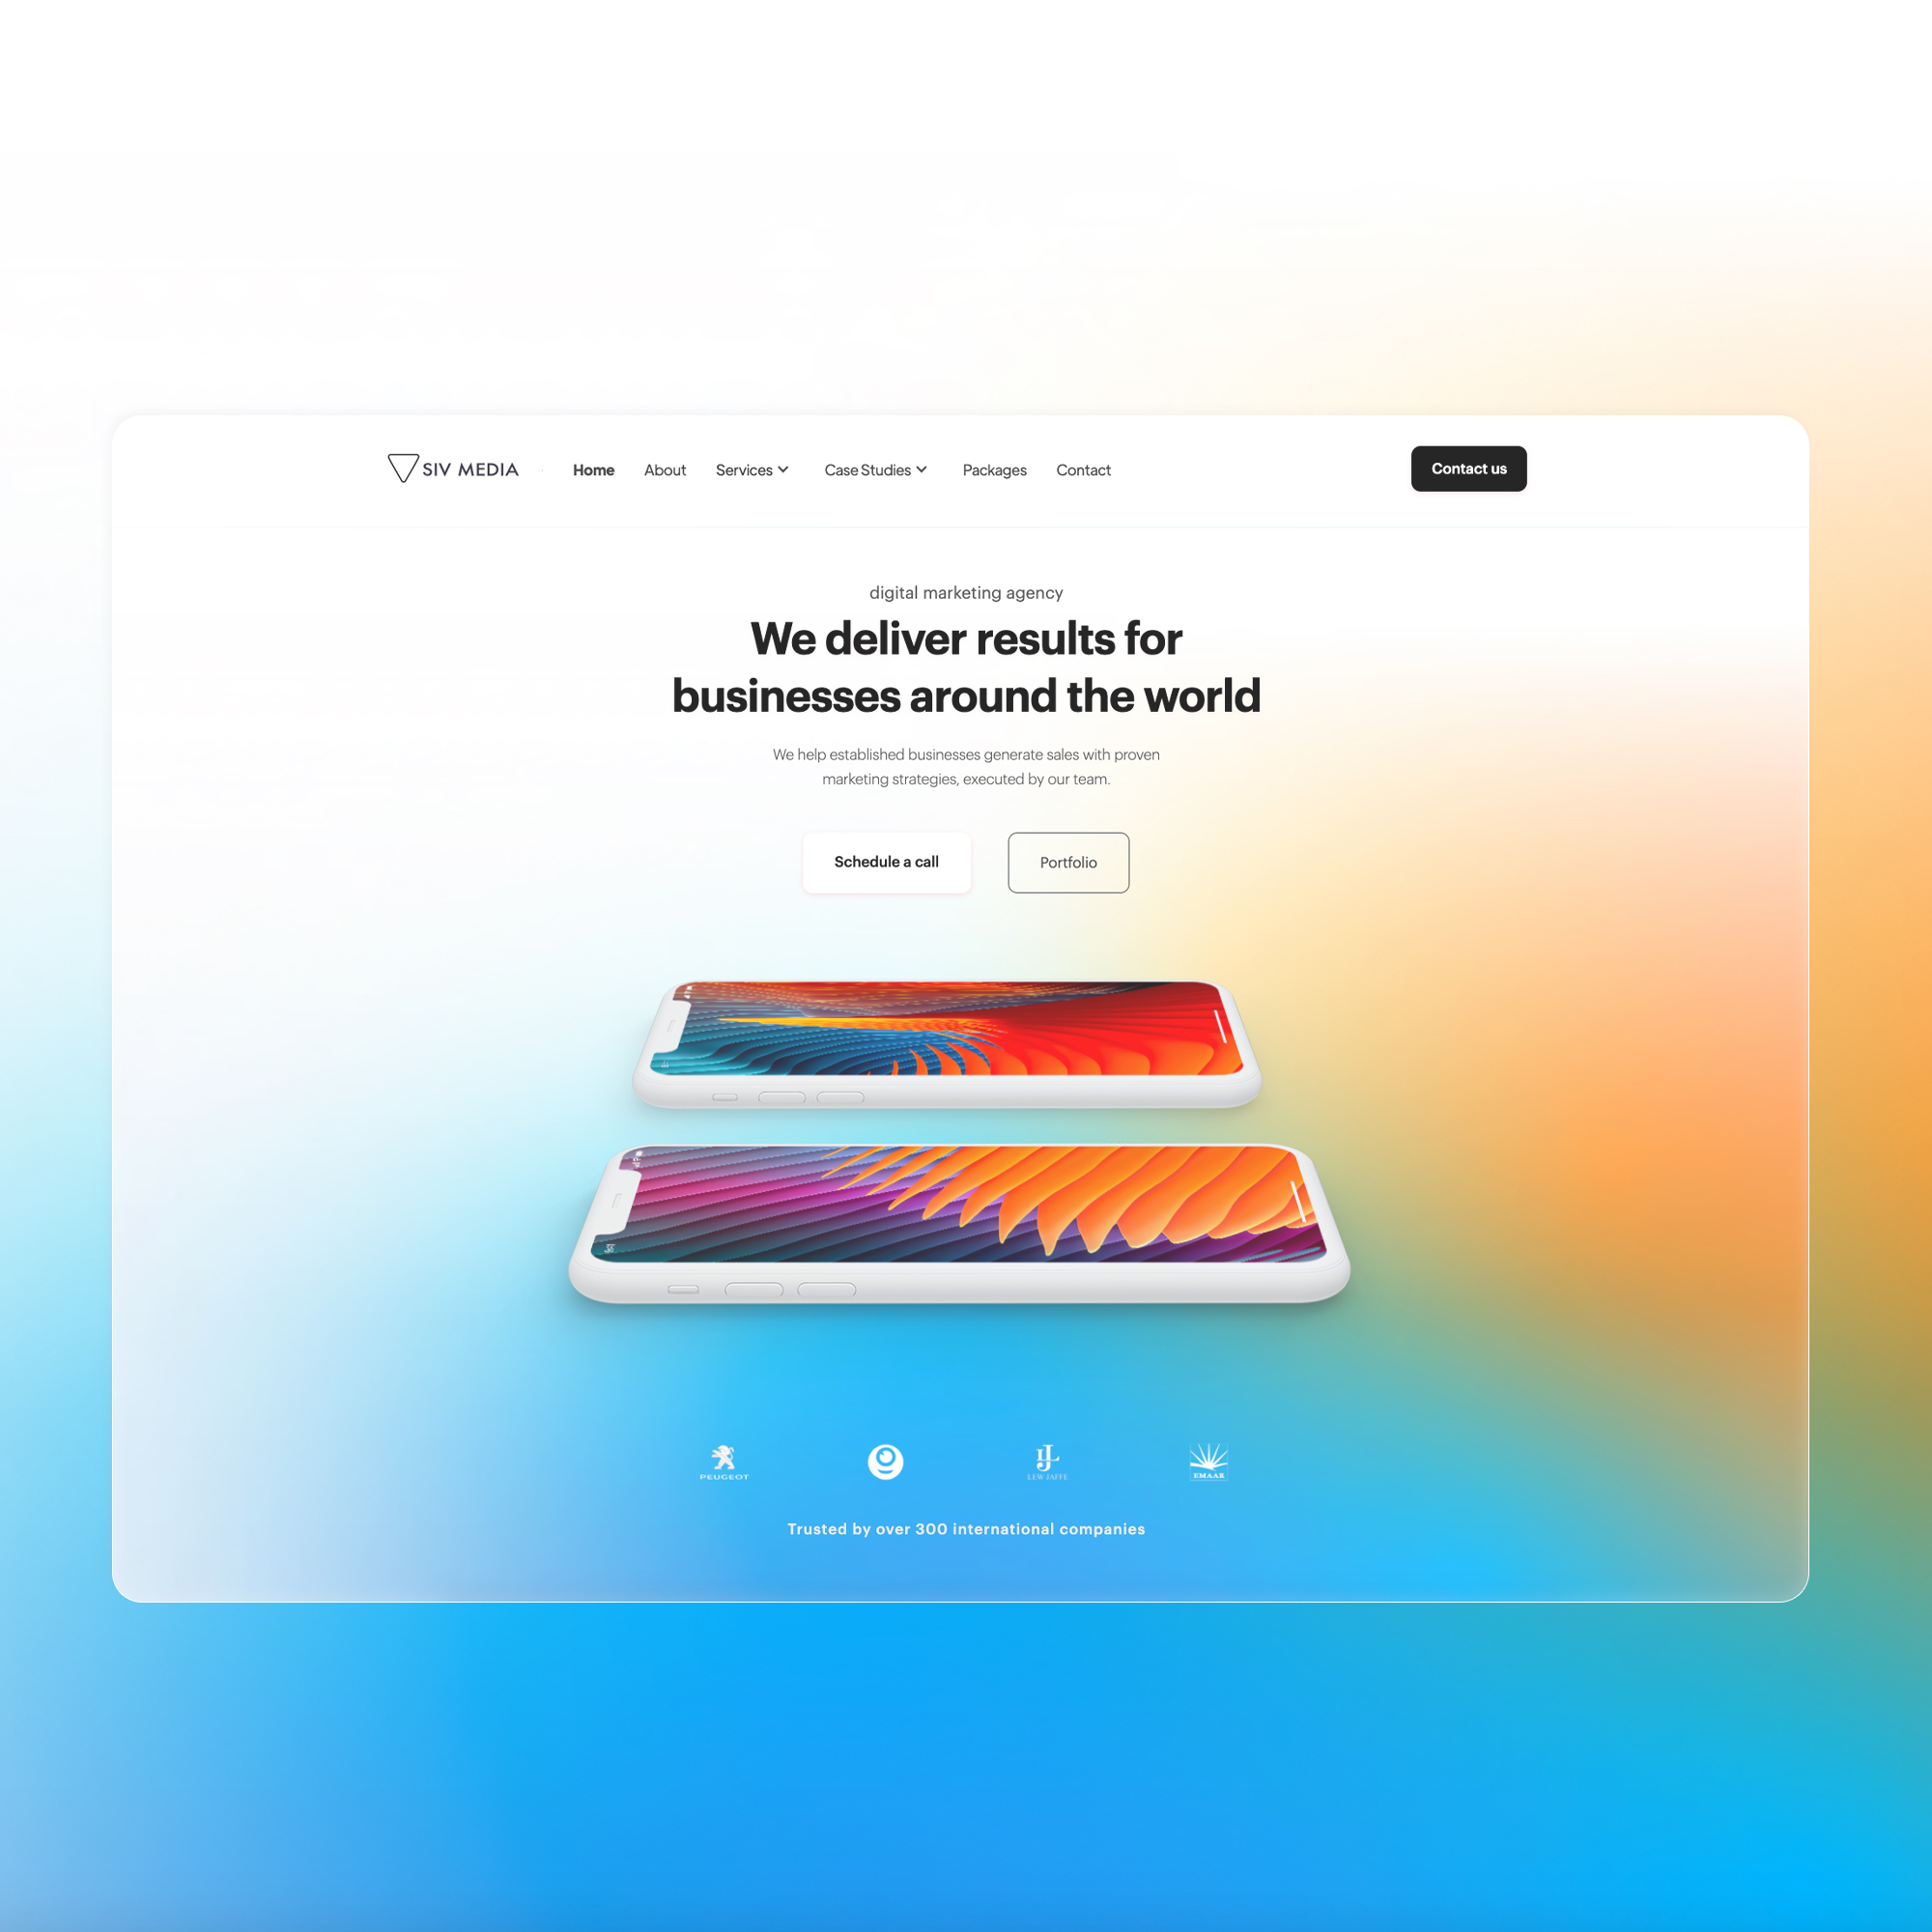 SIV MEDIA
Home
About
Services
Case Studies
Packages
Contact
Contact us
digital marketing agency
We deliver results for
businesses around the world
We help established businesses generate sales with proven
marketing strategies, executed by our team.
Schedule a call
Portfolio
PEUGEOT
LJ
LEW JAFFE
EMAAR
Trusted by over 300 international companies